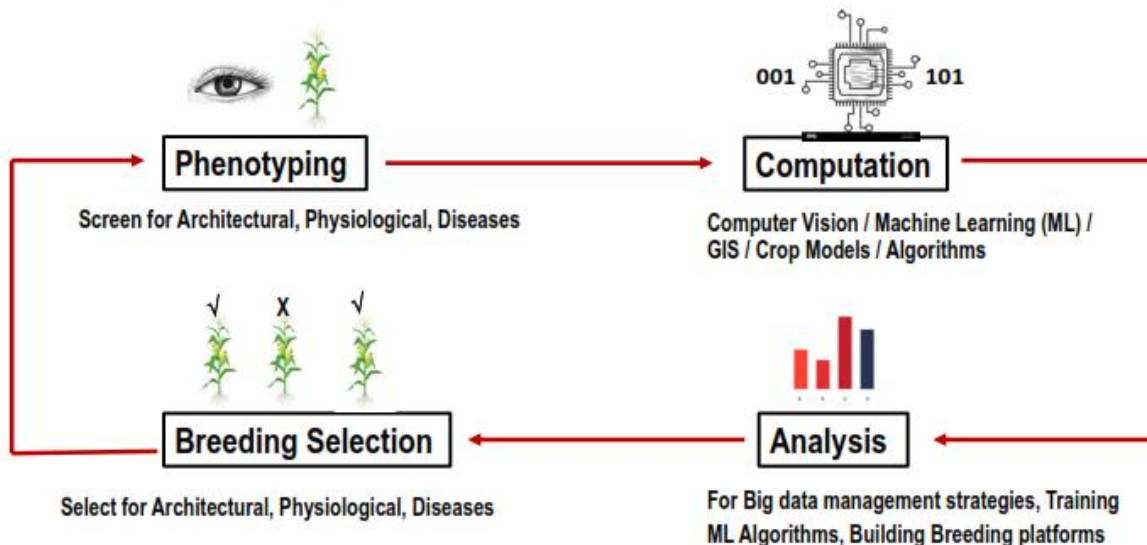 001
101
Phenotyping
Computation
Screen for Architectural, Physiological, Diseases
Computer Vision / Machine Learning (ML) /
GIS / Crop Models / Algorithms
√
X
√
Breeding Selection
Analysis
Select for Architectural, Physiological, Diseases
For Big data management strategies, Training
ML Algorithms, Building Breeding platforms